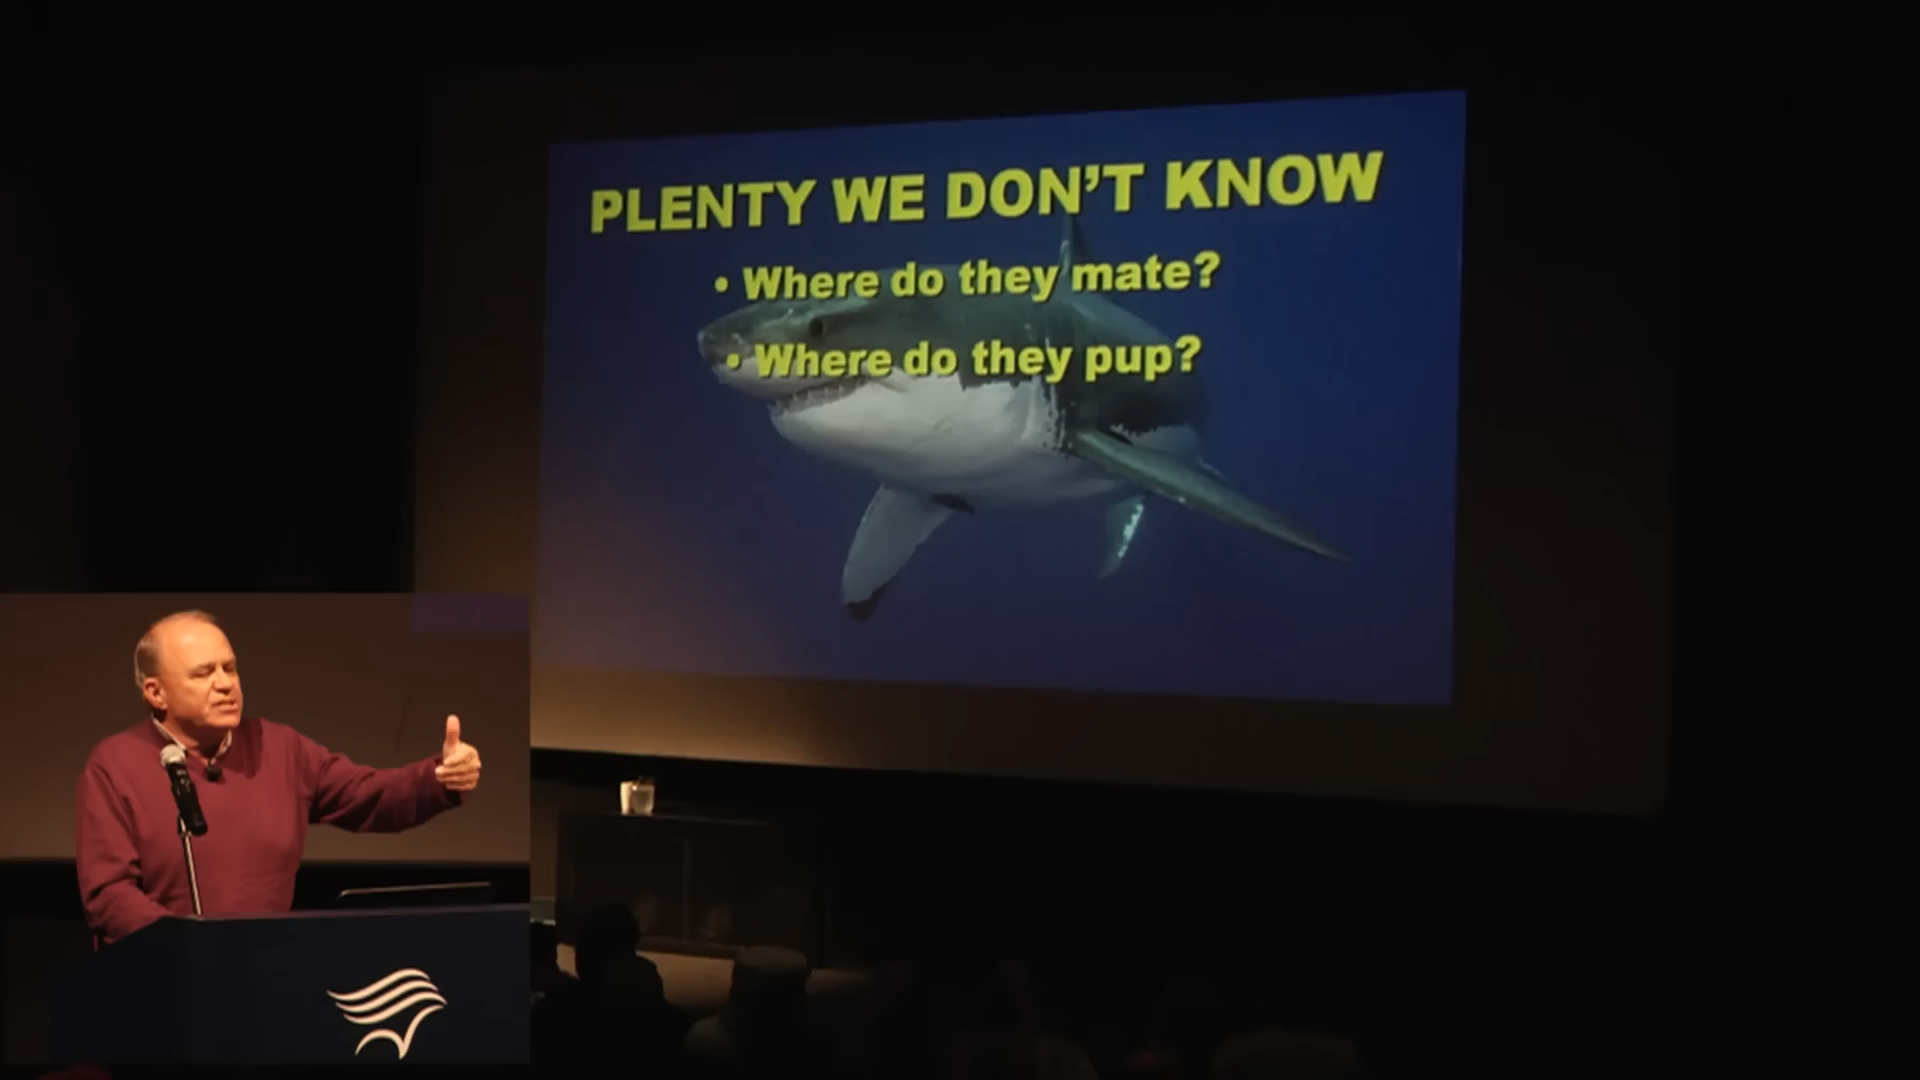 PLENTY WE DON'T KNOW
• Where do they mate?
• Where do they pup?